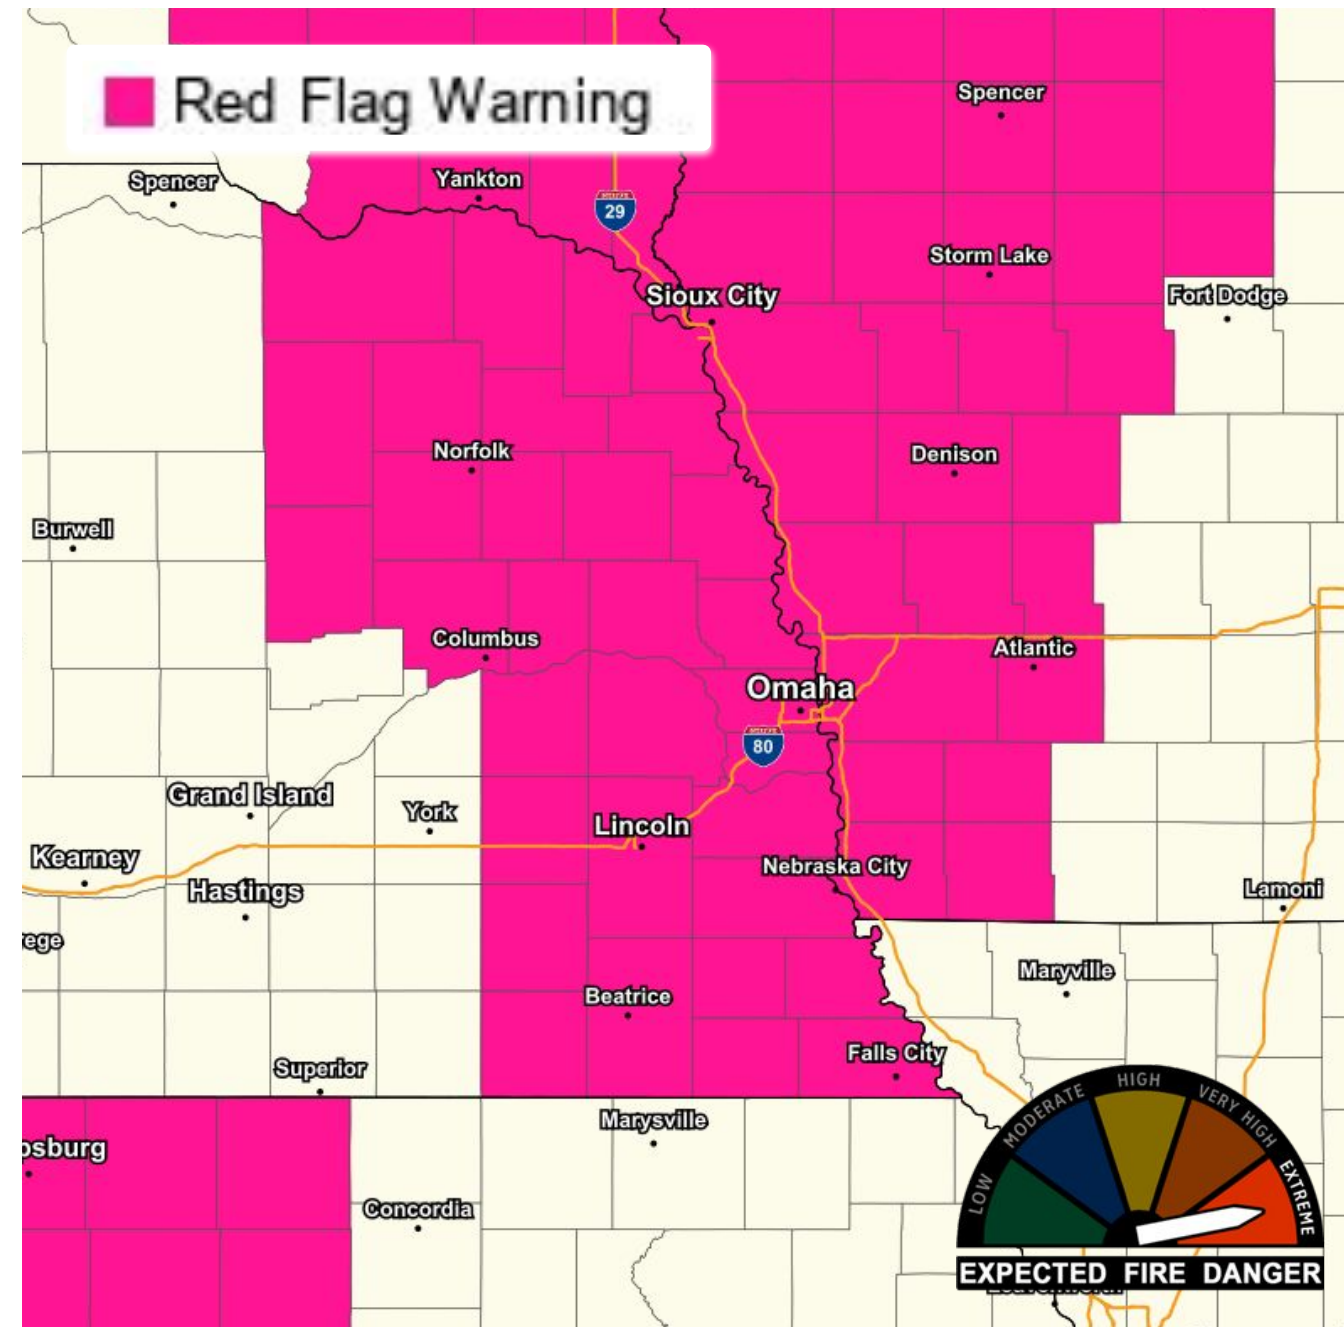 Red Flag Warning
Spencer
Spencer
Yankton
29
Storm Lake
Sioux City
Fort Dodge
Norfolk
Denison
Burwell
Columbus
Atlantic
Omaha
80
Grand Island
York
Lincoln
Kearney
Nebraska City
Hastings
Lamoni
ege
Maryville
Beatrice
Falls City
Superior
Marysville
osburg
Concordia
LOW
MODERATE
HIGH
VERY HIGH
EXTREME
EXPECTED FIRE DANGER